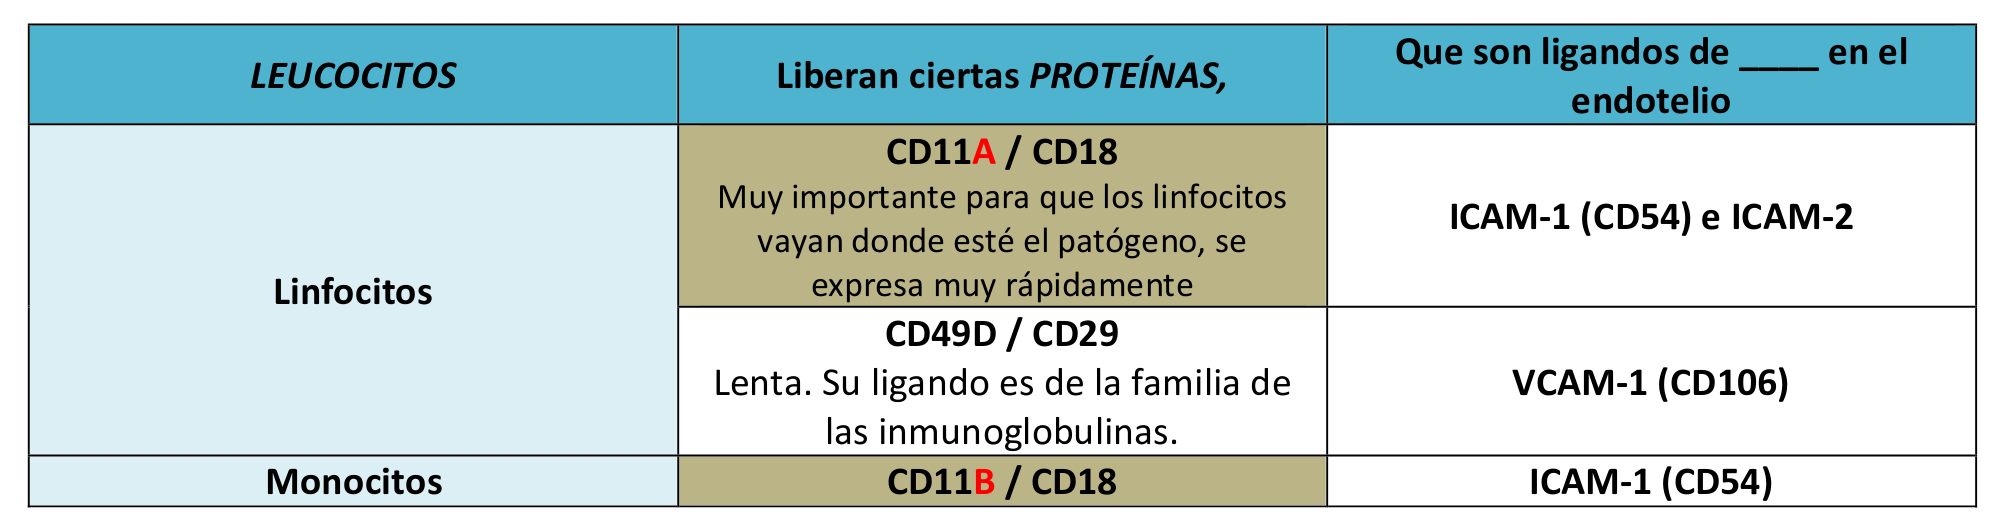 LEUCOCITOS
Liberan ciertas PROTEÍNAS,
Que son ligandos de ____ en el
endotelio
Linfocitos
CD11A / CD18
Muy importante para que los linfocitos
vayan donde esté el patógeno, se
expresa muy rápidamente
ICAM-1 (CD54) e ICAM-2
CD49D / CD29
Lenta. Su ligando es de la familia de
las inmunoglobulinas.
VCAM-1 (CD106)
Monocitos
CD11B / CD18
ICAM-1 (CD54)